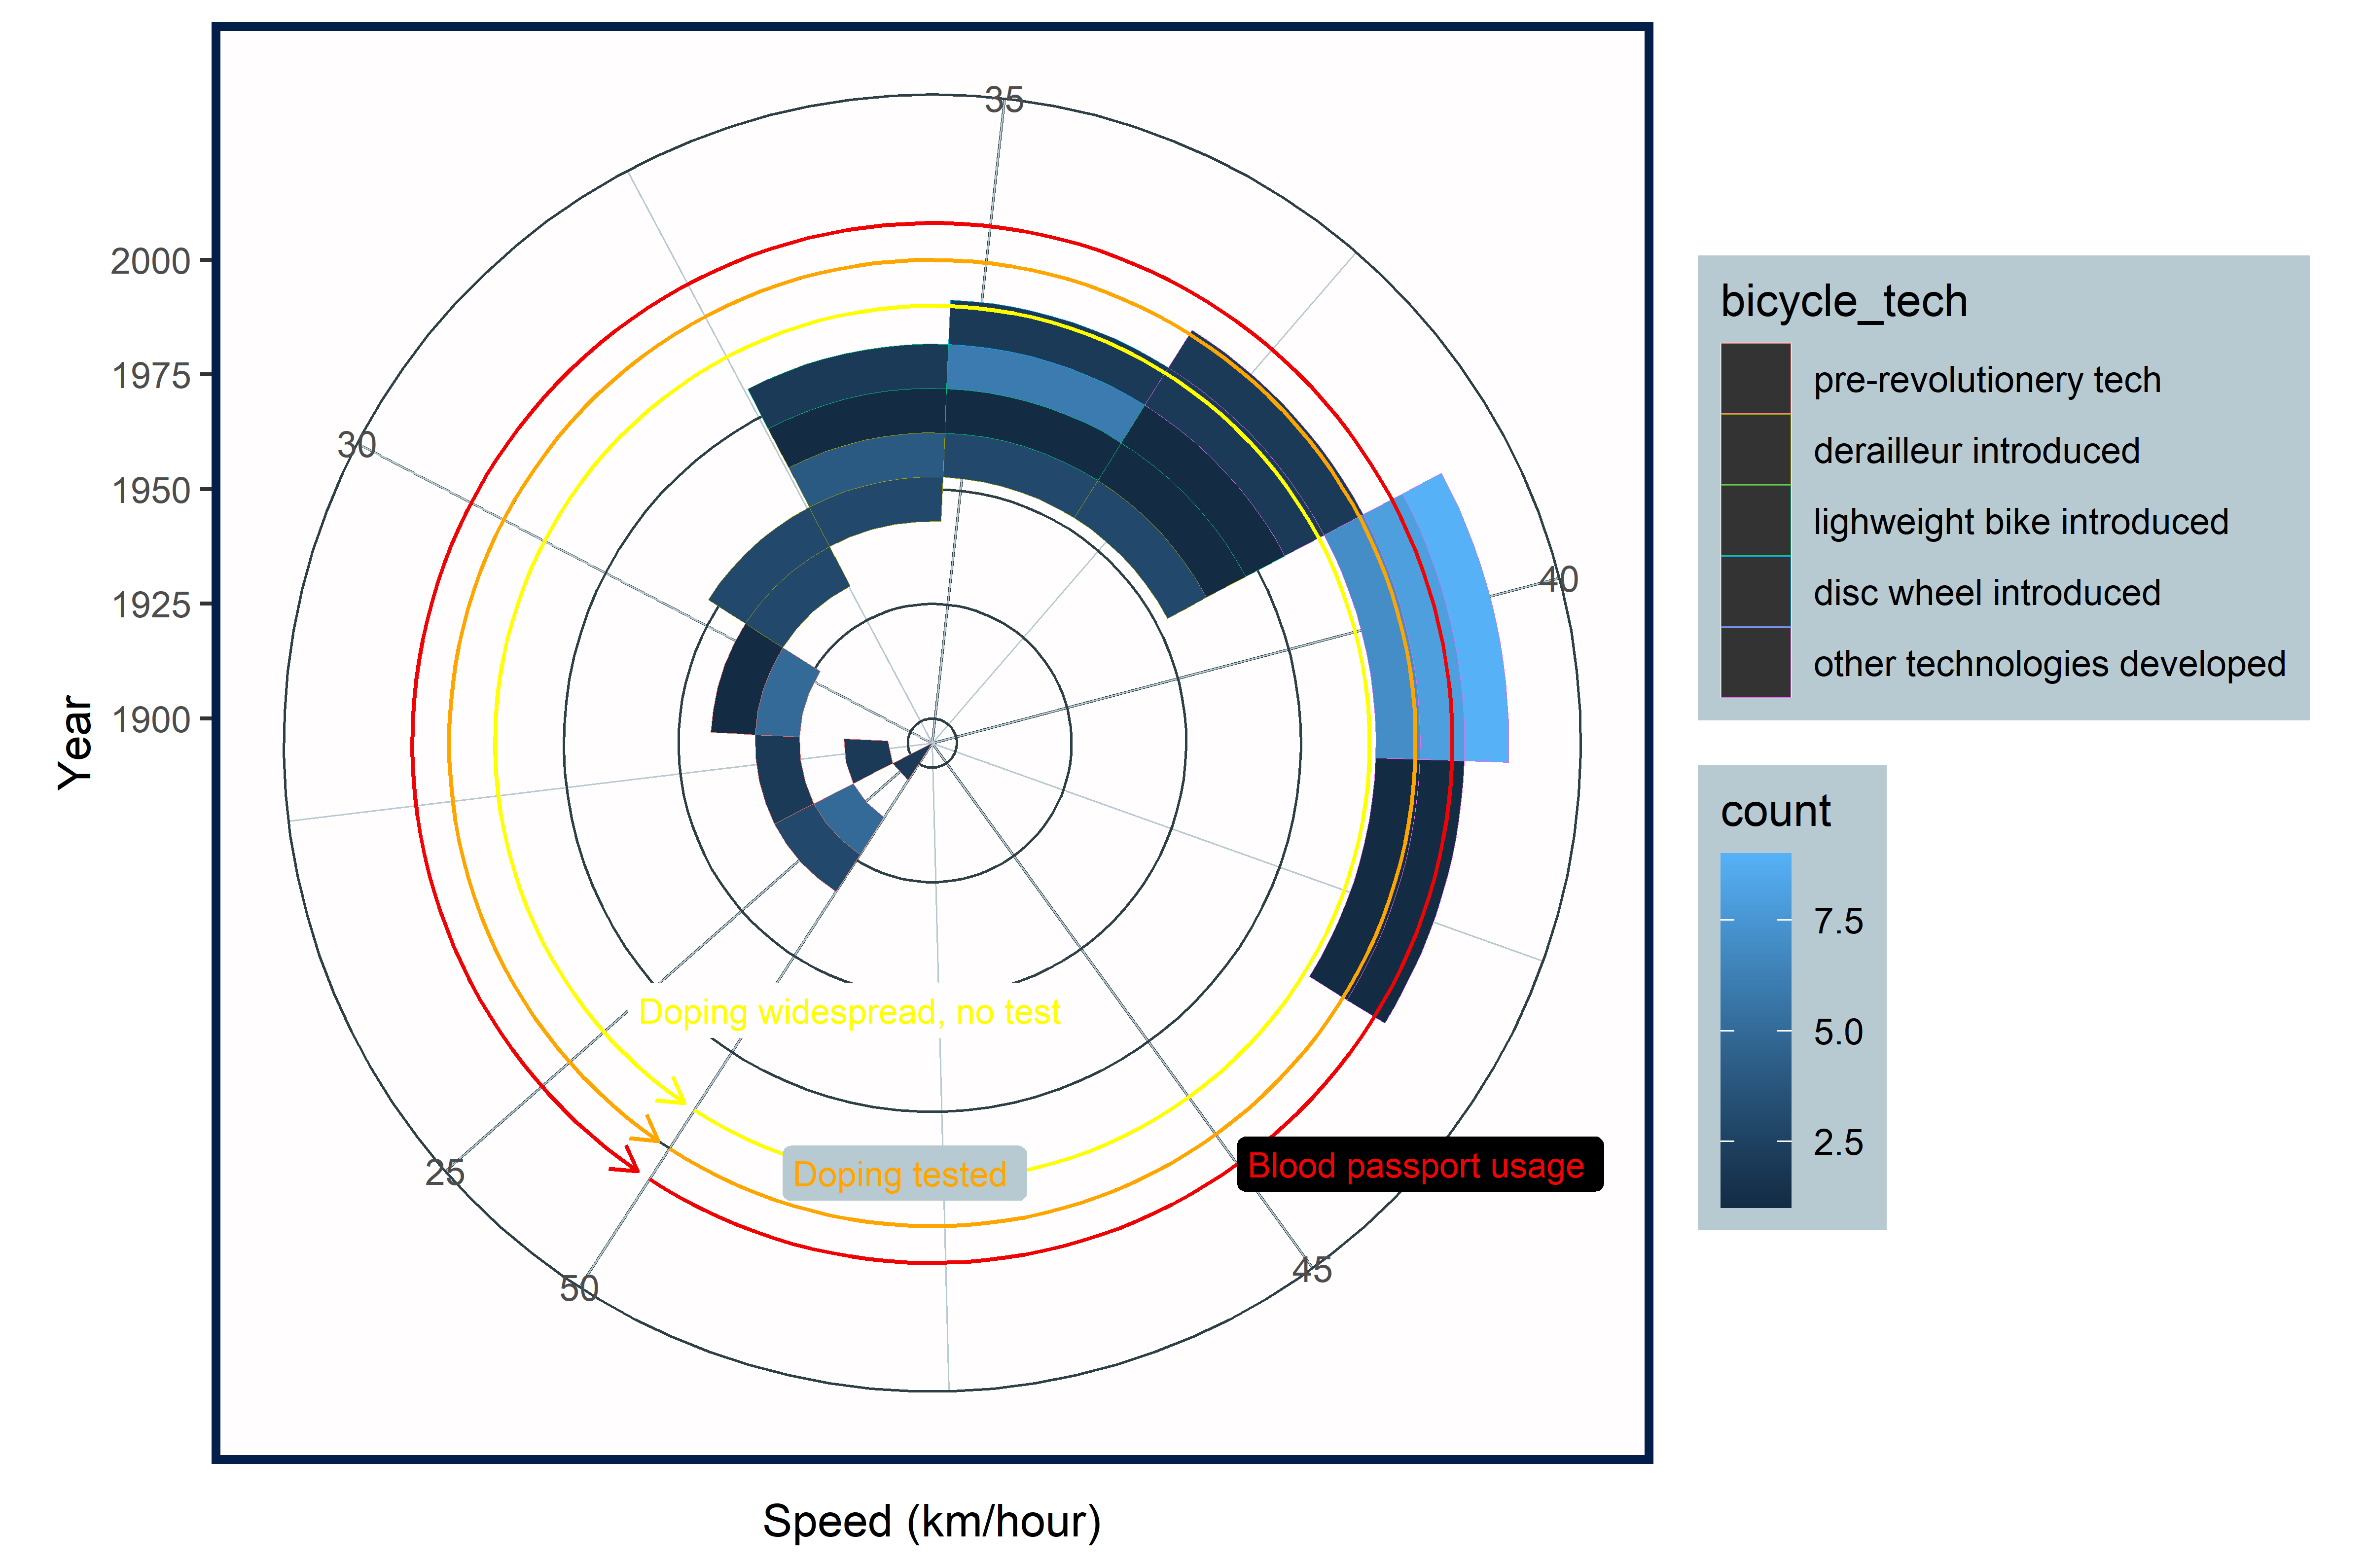 35
30
40
25
50
45
2000
1975
1950
1925
1900
Year
Speed (km/hour)
Doping widespread, no test
Doping tested
Blood passport usage
bicycle_tech
pre-revolutionery tech
derailleur introduced
lighweight bike introduced
disc wheel introduced
other technologies developed
count
7.5
5.0
2.5